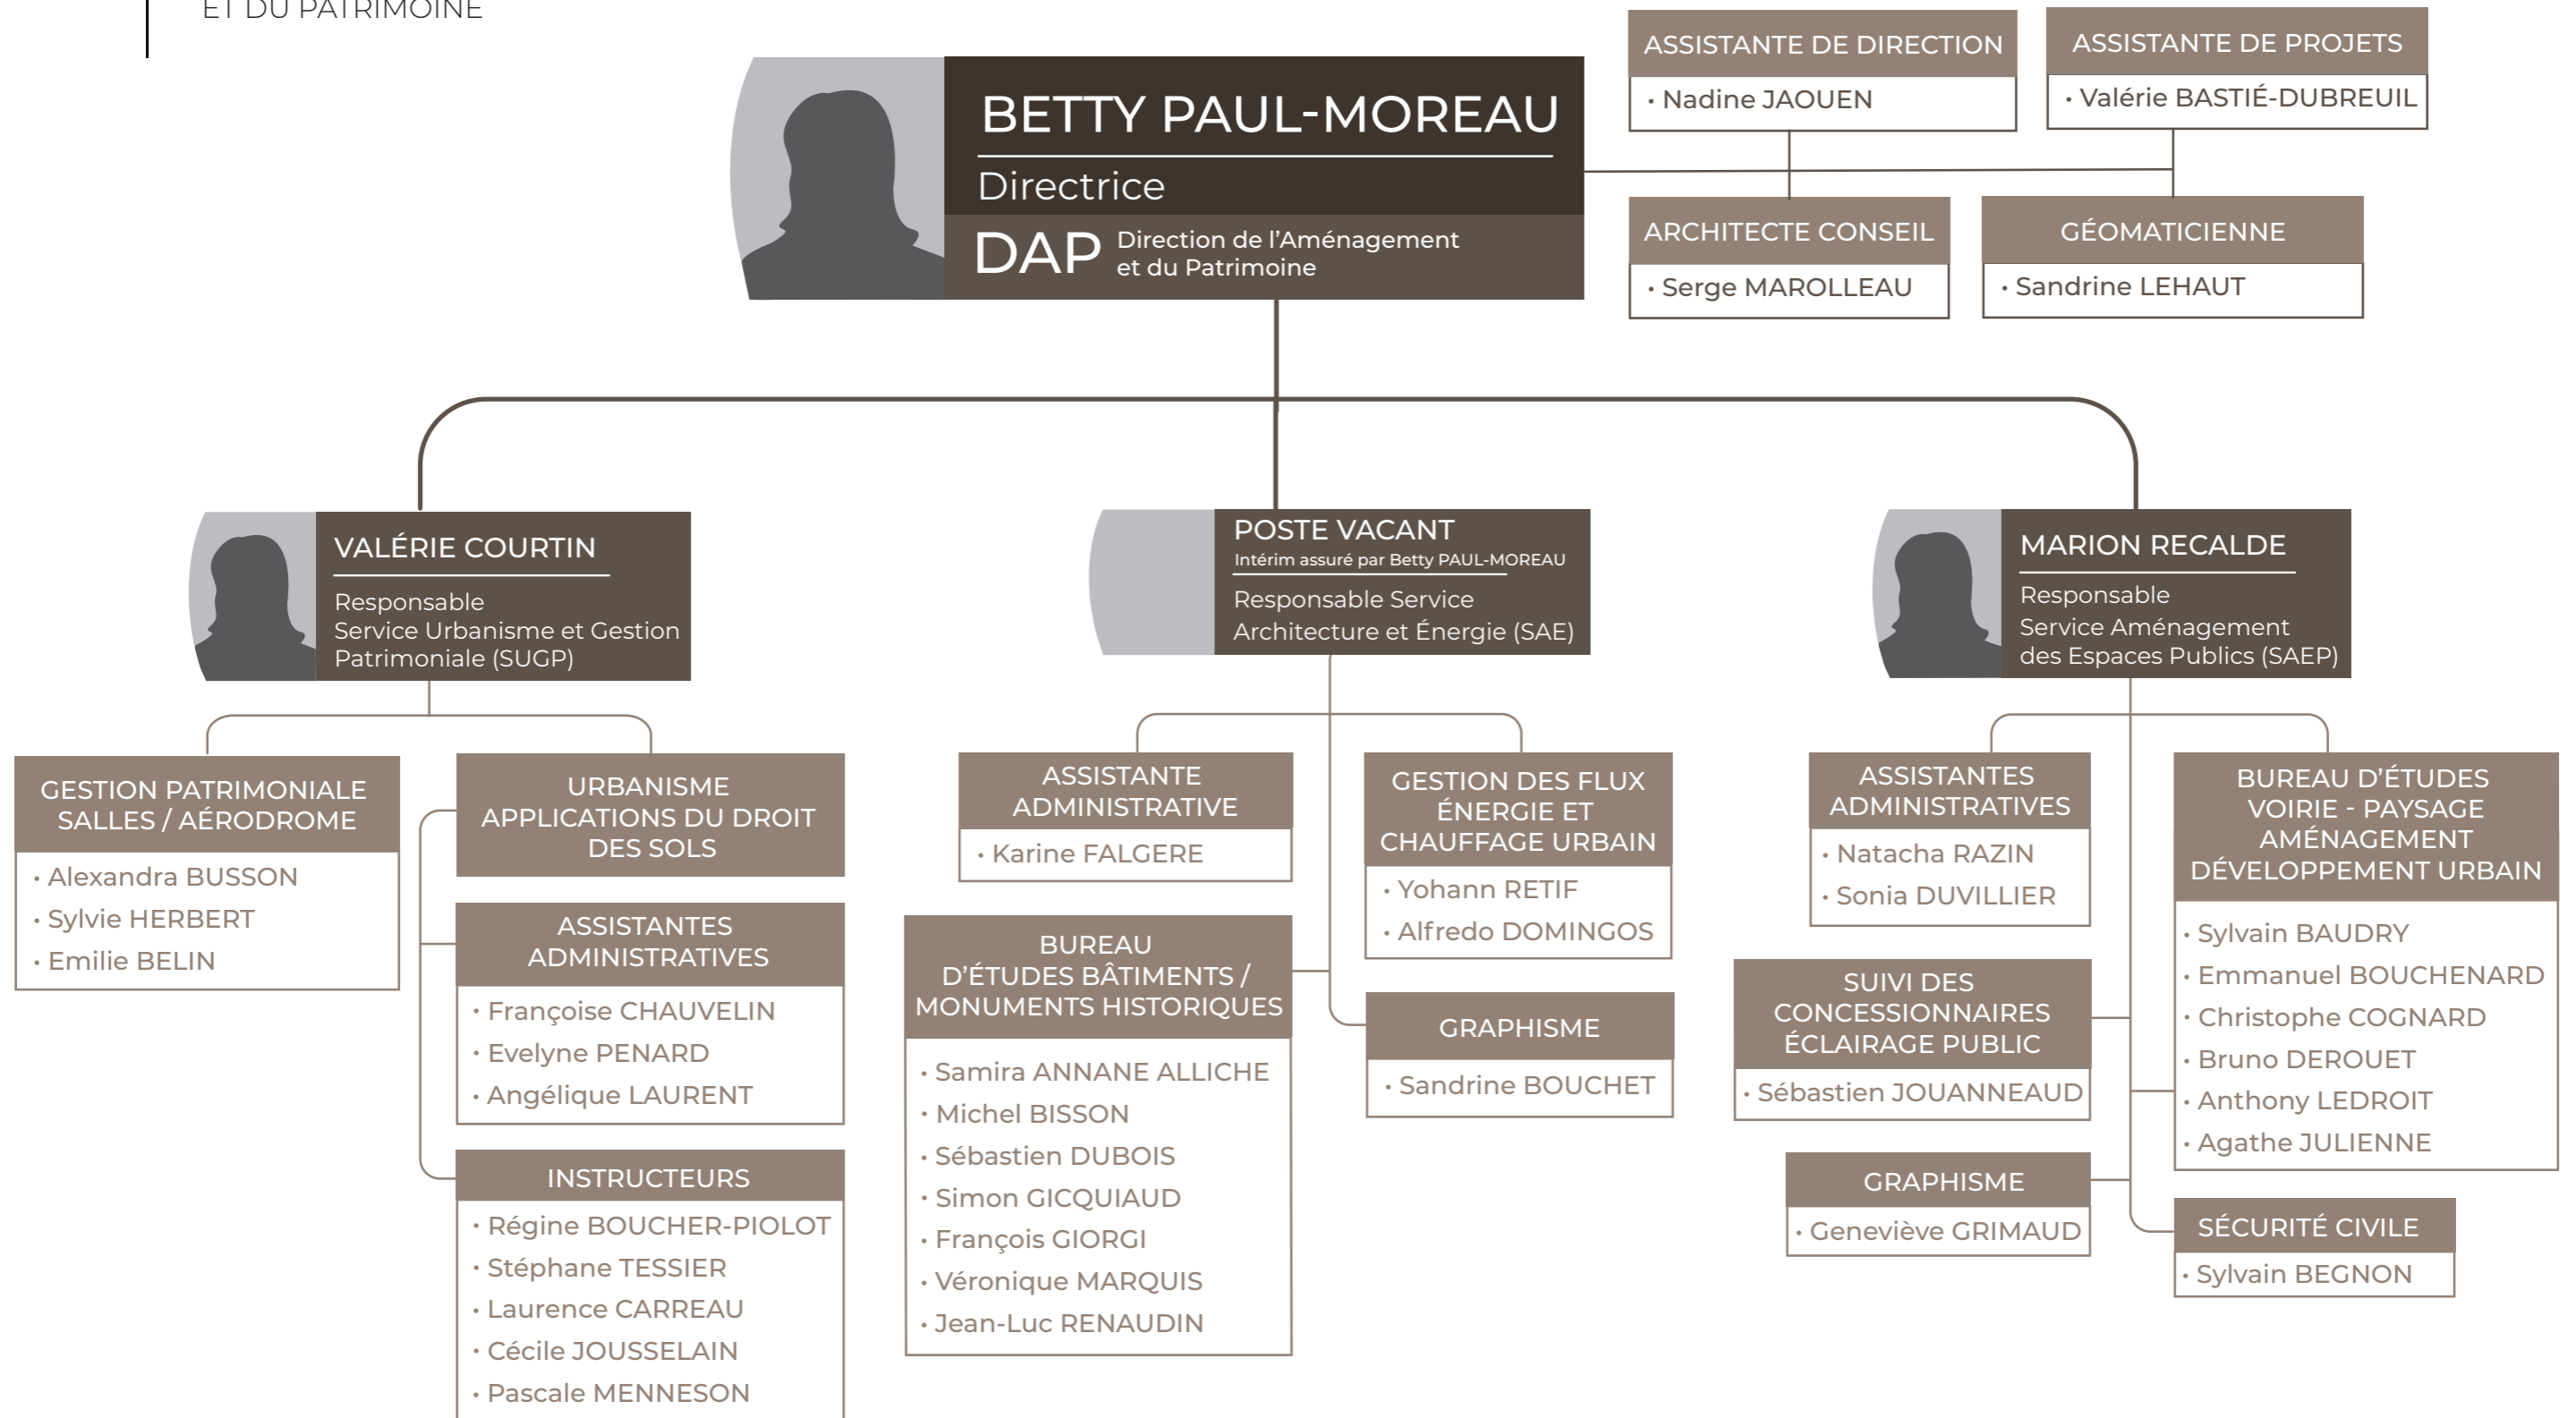 ET DU PATRIMOINE
BETTY PAUL-MOREAU
Directrice
DAP
Direction de l'Aménagement
et du Patrimoine
ASSISTANTE DE DIRECTION
• Nadine JAOUEN
ASSISTANTE DE PROJETS
• Valérie BASTIÉ-DUBREUIL
ARCHITECTE CONSEIL
• Serge MAROLLEAU
GÉOMATICIENNE
• Sandrine LEHAUT
VALÉRIE COURTIN
Responsable
Service Urbanisme et Gestion
Patrimoniale (SUGP)
GESTION PATRIMONIALE
SALLES / AÉRODROME
• Alexandra BUSSON
• Sylvie HERBERT
• Emilie BELIN
URBANISME
APPLICATIONS DU DROIT
DES SOLS
ASSISTANTES
ADMINISTRATIVES
• Françoise CHAUVELIN
• Evelyne PENARD
• Angélique LAURENT
INSTRUCTEURS
• Régine BOUCHER-PIOLOT
• Stéphane TESSIER
• Laurence CARREAU
• Cécile JOUSSELAIN
• Pascale MENNESON
POSTE VACANT
Intérim assuré par Betty PAUL-MOREAU
Responsable Service
Architecture et Énergie (SAE)
ASSISTANTE
ADMINISTRATIVE
• Karine FALGERE
BUREAU
D'ÉTUDES BÂTIMENTS /
MONUMENTS HISTORIQUES
• Samira ANNANE ALLICHE
• Michel BISSON
• Sébastien DUBOIS
• Simon GICQUIAUD
• François GIORGI
• Véronique MARQUIS
• Jean-Luc RENAUDIN
GESTION DES FLUX
ÉNERGIE ET
CHAUFFAGE URBAIN
• Yohann RETIF
• Alfredo DOMINGOS
GRAPHISME
• Sandrine BOUCHET
MARION RECALDE
Responsable
Service Aménagement
des Espaces Publics (SAEP)
ASSISTANTES
ADMINISTRATIVES
• Natacha RAZIN
• Sonia DUVILLIER
SUIVI DES
CONCESSIONNAIRES
ÉCLAIRAGE PUBLIC
• Sébastien JOUANNEAUD
GRAPHISME
• Geneviève GRIMAUD
BUREAU D'ÉTUDES
VOIRIE - PAYSAGE
AMÉNAGEMENT
DÉVELOPPEMENT URBAIN
• Sylvain BAUDRY
• Emmanuel BOUCHENARD
• Christophe COGNARD
• Bruno DEROUET
• Anthony LEDROIT
• Agathe JULIENNE
SÉCURITÉ CIVILE
• Sylvain BEGNON